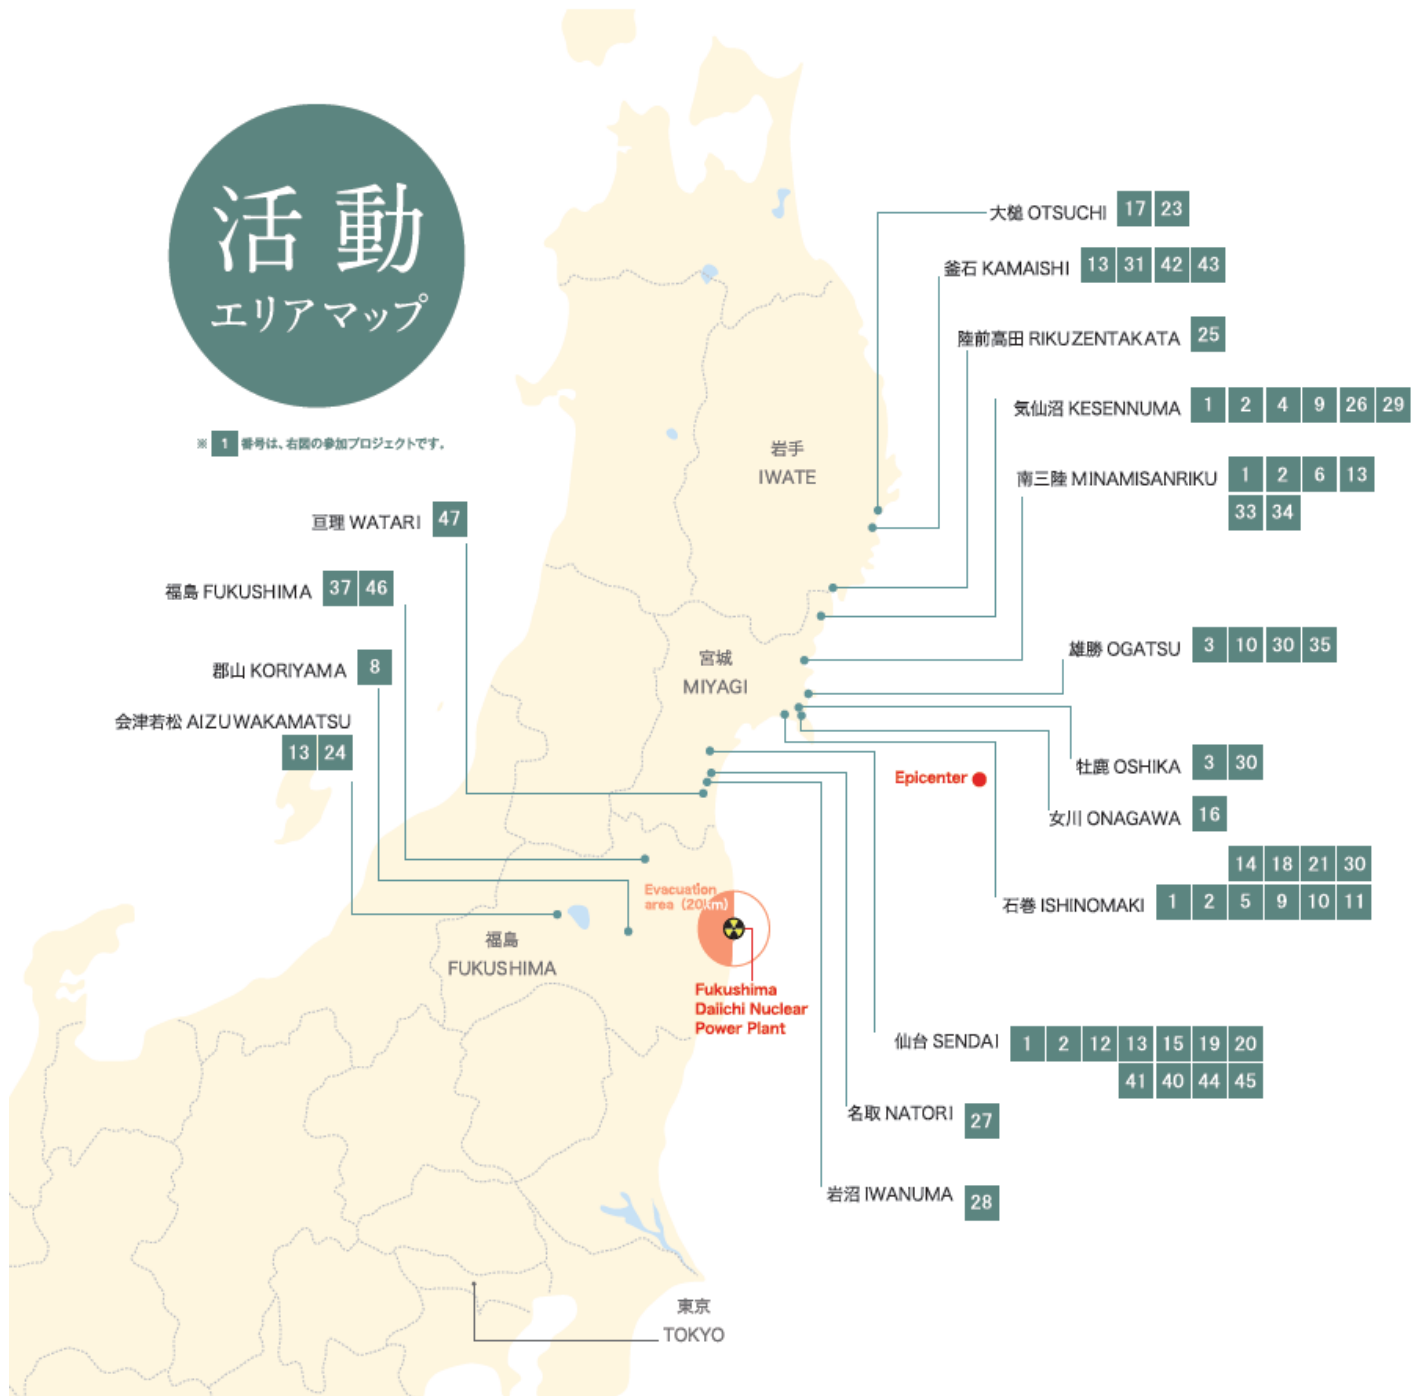 活動
エリアマップ
※ 1 番号は、右図の参加プロジェクトです。
大槌 OTSUCHI 17 23
釜石 KAMAISHI 13 31 42 43
陸前高田 RIKUZENTAKATA 25
気仙沼 KESENNUMA 1 2 4 9 26 29
南三陸 MINAMISANRIKU 1 2 6 13
33 34
雄勝 OGATSU 3 10 30 35
牡鹿 OSHIKA 3 30
女川 ONAGAWA 16
14 18 21 30
石巻 ISHINOMAKI 1 2 5 9 10 11
仙台 SENDAI 1 2 12 13 15 19 20
41 40 44 45
名取 NATORI 27
岩沼 IWANUMA 28
亘理 WATARI 47
福島 FUKUSHIMA 37 46
郡山 KORIYAMA 8
会津若松 AIZUWAKAMATSU
13 24
岩手
IWATE
宮城
MIYAGI
Epicenter
Evacuation
area (20km)
福島
FUKUSHIMA
Fukushima
Daiichi Nuclear
Power Plant
東京
TOKYO